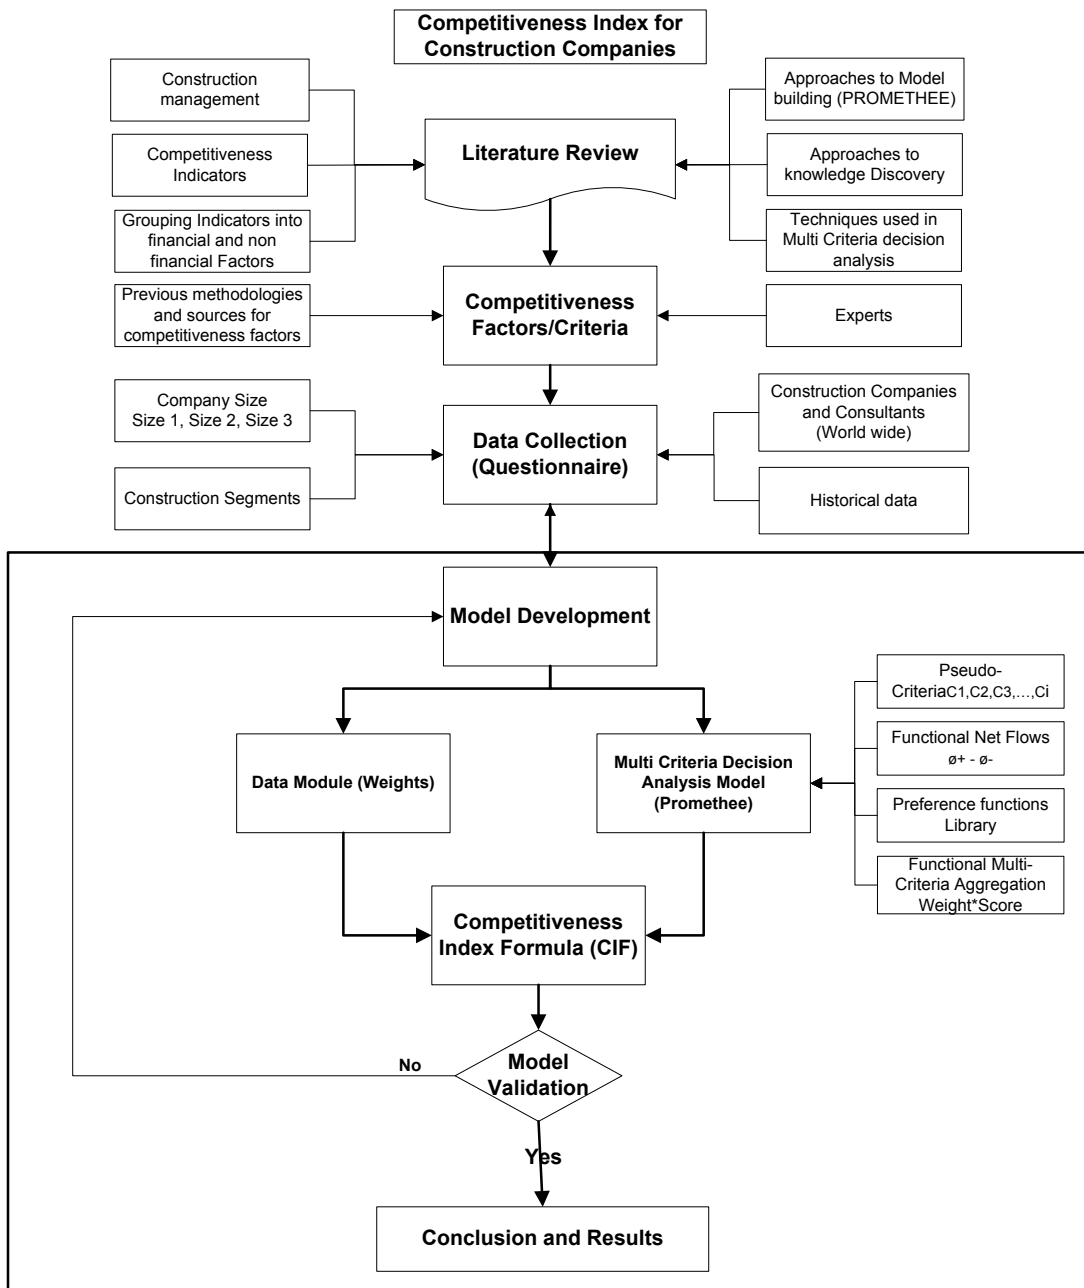 Competitiveness Index for
Construction Companies
Construction
management
Approaches to Model
building (PROMETHEE)
Literature Review
Competitiveness
Indicators
Approaches to
knowledge Discovery
Grouping Indicators into
financial and non
financial Factors
Techniques used in
Multi Criteria decision
analysis
Previous methodologies
and sources for
competitiveness factors
Competitiveness
Factors/Criteria
Experts
Company Size
Size 1, Size 2, Size 3
Construction Companies
and Consultants
(World wide)
Data Collection
(Questionnaire)
Construction Segments
Historical data
Model Development
Pseudo-
CriteriaC1,C2,C3,…,Ci
Functional Net Flows
ø+ - ø-
Data Module (Weights)
Multi Criteria Decision
Analysis Model
(Promethee)
Preference functions
Library
Functional Multi-
Criteria Aggregation
Weight*Score
Competitiveness
Index Formula (CIF)
No
Model
Validation
Yes
Conclusion and Results